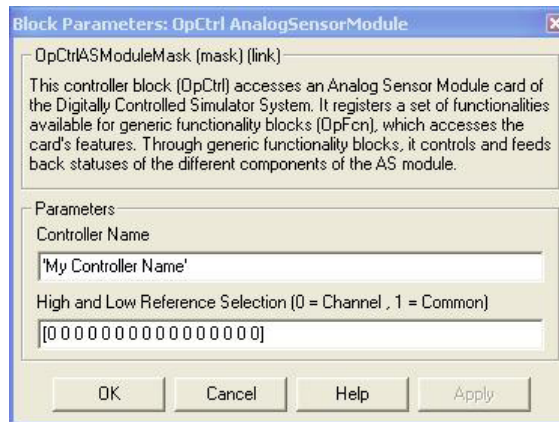 Block Parameters: OpCtrl AnalogSensorModule
OpCtrlASModuleMask (mask) (link)
This controller block (OpCtrl) accesses an Analog Sensor Module card of
the Digitally Controlled Simulator System. It registers a set of functionalities
available for generic functionality blocks (OpFcn), which accesses the
card's features. Through generic functionality blocks, it controls and feeds
back statuses of the different components of the AS module.
Parameters
Controller Name
'My Controller Name'
High and Low Reference Selection (0 = Channel , 1 = Common)
[0 0 0 0 0 0 0 0 0 0 0 0 0 0 0 0]
OK Cancel Help Apply